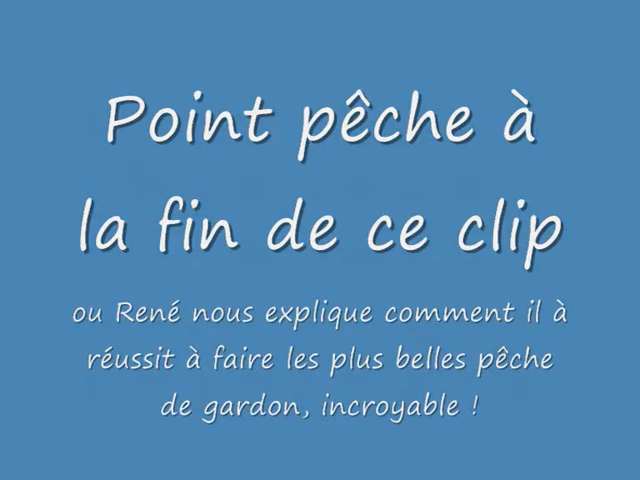 Point pêche à
la fin de ce clip
ou René nous explique comment il à
réussit à faire les plus belles pêche
de gardon, incroyable !